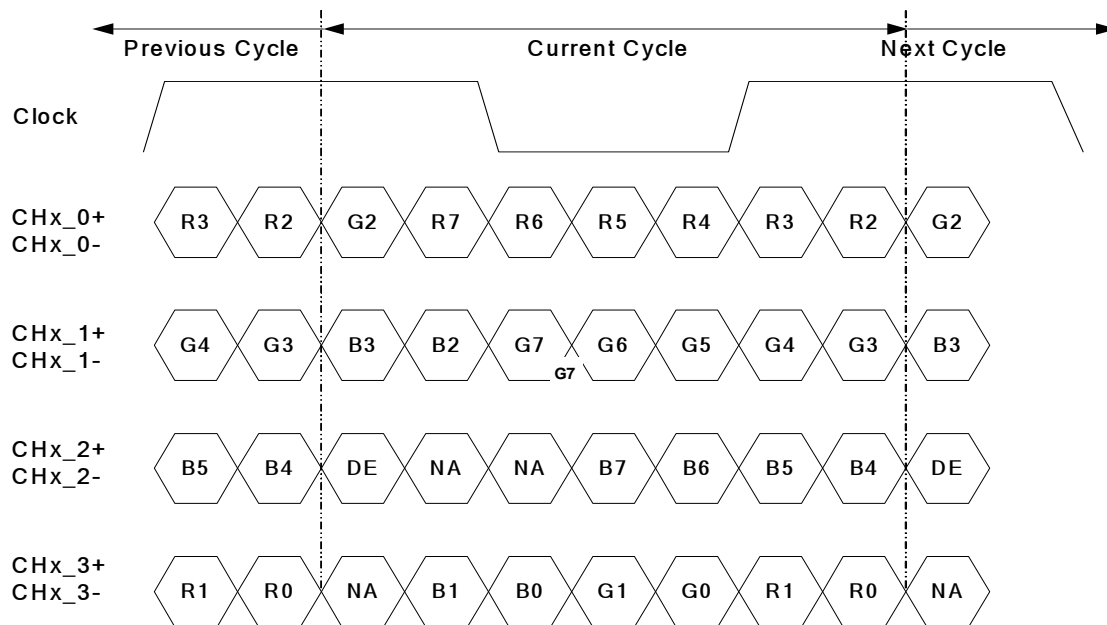 Previous Cycle Current Cycle Next Cycle
Clock
CHx_0+
CHx_0-
R3 R2 G2 R7 R6 R5 R4 R3 R2 G2
CHx_1+
CHx_1-
G4 G3 B3 B2 G7 G6 G5 G4 G3 B3
G7
CHx_2+
CHx_2-
B5 B4 DE NA NA B7 B6 B5 B4 DE
CHx_3+
CHx_3-
R1 R0 NA B1 B0 G1 G0 R1 R0 NA